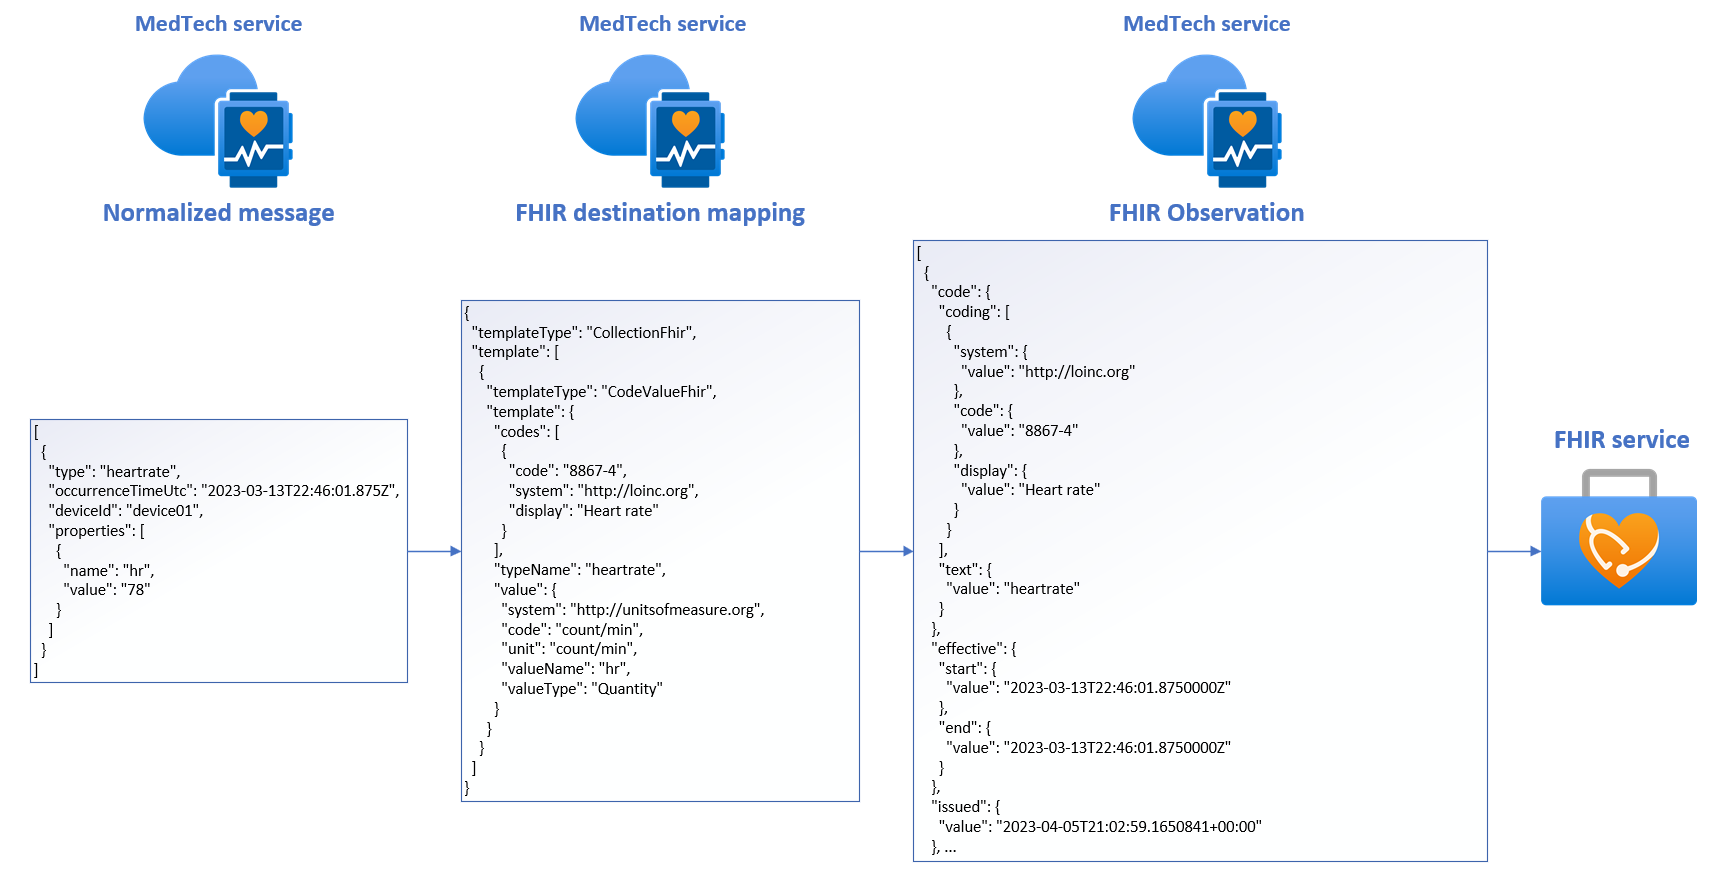 MedTech service
Normalized message
[
  {
    "type": "heartrate",
    "occurrenceTimeUtc": "2023-03-13T22:46:01.875Z",
    "deviceId": "device01",
    "properties": [
      {
        "name": "hr",
        "value": "78"
      }
    ]
  }
]
MedTech service
FHIR destination mapping
{
  "templateType": "CollectionFhir",
  "template": [
    {
      "templateType": "CodeValueFhir",
      "template": {
        "codes": [
          {
            "code": "8867-4",
            "system": "http://loinc.org",
            "display": "Heart rate"
          }
        ],
        "typeName": "heartrate",
        "value": {
          "system": "http://unitsofmeasure.org",
          "code": "count/min",
          "unit": "count/min",
          "valueName": "hr",
          "valueType": "Quantity"
        }
      }
    }
  ]
}
MedTech service
FHIR Observation
[
  {
    "code": {
      "coding": [
        {
          "system": {
            "value": "http://loinc.org"
          },
          "code": {
            "value": "8867-4"
          },
          "display": {
            "value": "Heart rate"
          }
        }
      ],
      "text": {
        "value": "heartrate"
      }
    },
    "effective": {
      "start": {
        "value": "2023-03-13T22:46:01.8750000Z"
      },
      "end": {
        "value": "2023-03-13T22:46:01.8750000Z"
      }
    },
    "issued": {
      "value": "2023-04-05T21:02:59.1650841+00:00"
    }, ...
FHIR service